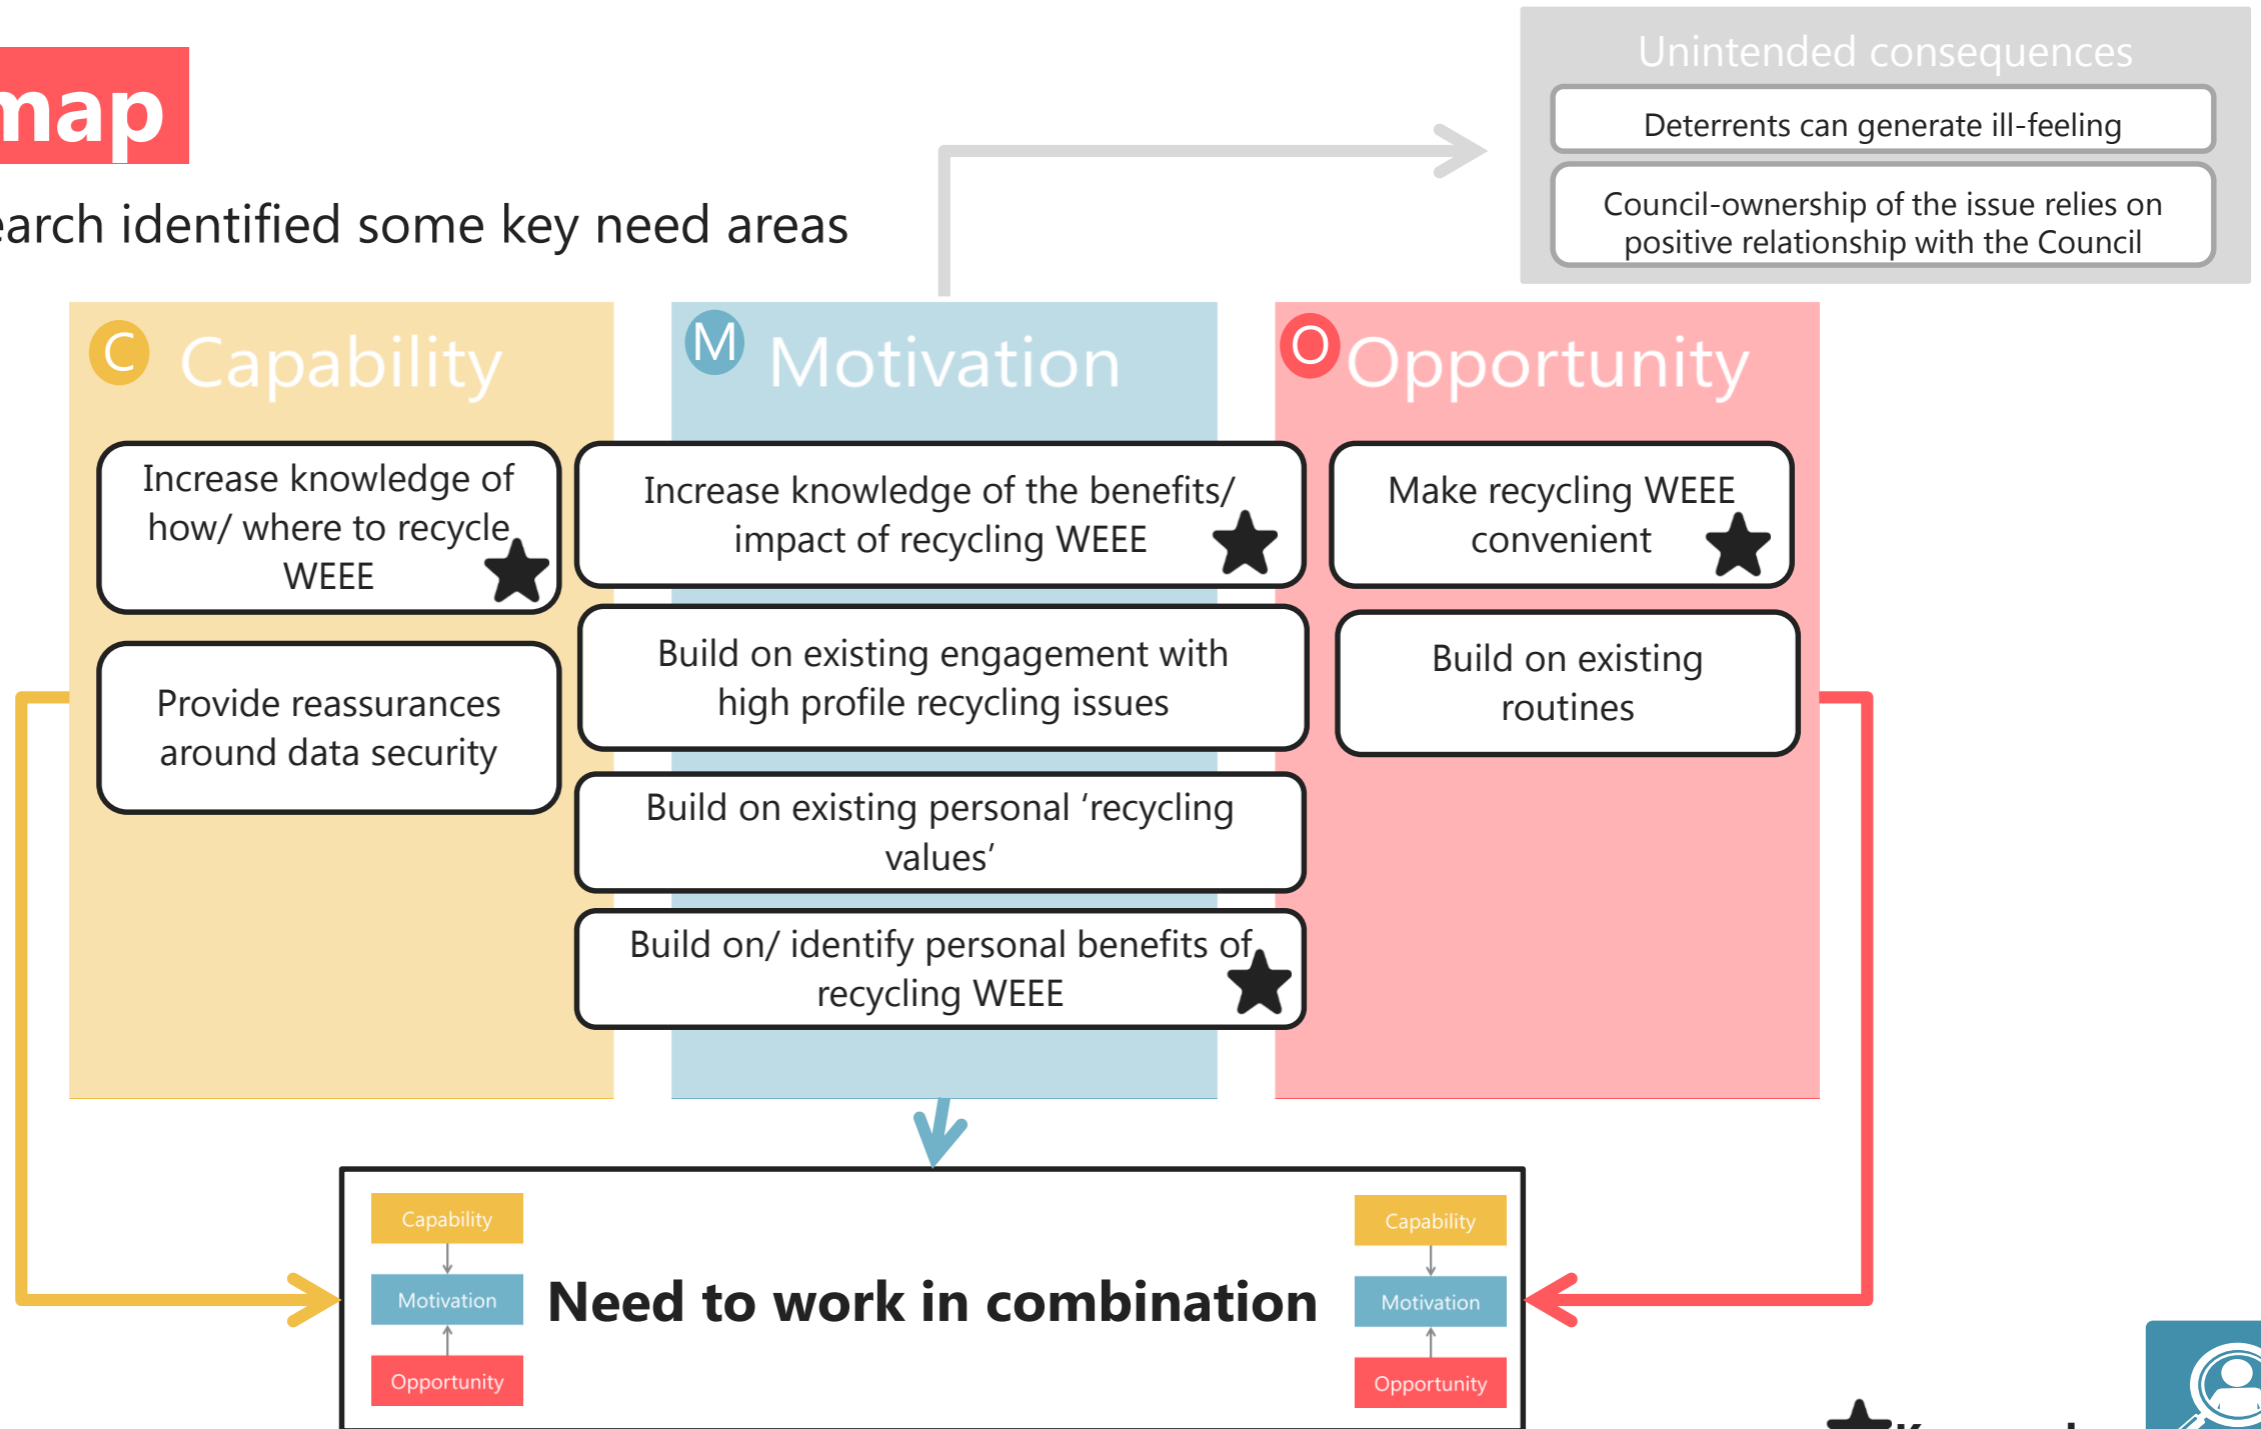 map
earch identified some key need areas
Unintended consequences
Deterrents can generate ill-feeling
Council-ownership of the issue relies on
positive relationship with the Council
C
Capability
Increase knowledge of
how/ where to recycle
WEEE
Provide reassurances
around data security
M
Motivation
Increase knowledge of the benefits/
impact of recycling WEEE
Build on existing engagement with
high profile recycling issues
Build on existing personal ‘recycling
values’
Build on/ identify personal benefits of
recycling WEEE
O
Opportunity
Make recycling WEEE
convenient
Build on existing
routines
Capability
Motivation
Opportunity
Need to work in combination
Capability
Motivation
Opportunity